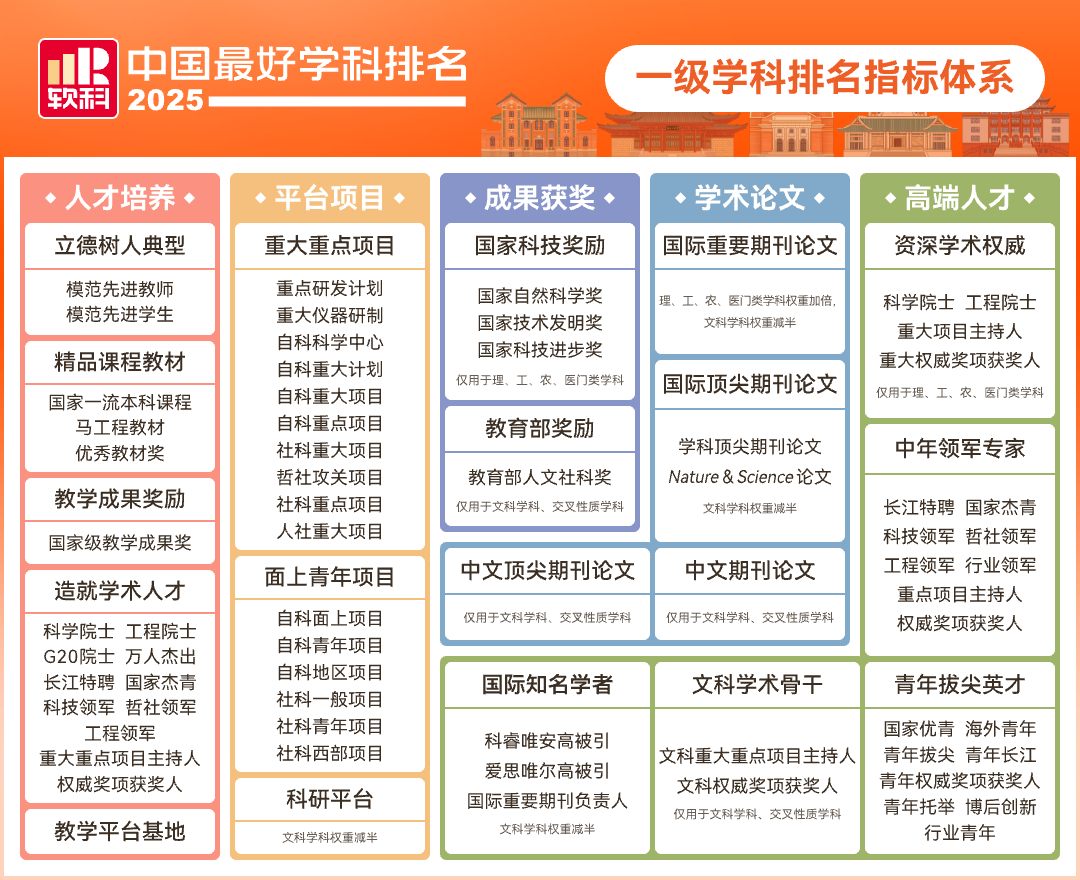 软科
中国最好学科排名
2025
一级学科排名指标体系
人才培养
立德树人典型
模范先进教师
模范先进学生
精品课程教材
国家一流本科课程
马工程教材
优秀教材奖
教学成果奖励
国家级教学成果奖
造就学术人才
科学院士 工程院士
G20院士 万人杰出
长江特聘 国家杰青
科技领军 哲社领军
工程领军
重大重点项目主持人
权威奖项获奖人
教学平台基地
平台项目
重大重点项目
重点研发计划
重大仪器研制
自科科学中心
自科重大计划
自科重大项目
自科重点项目
社科重大项目
哲社攻关项目
社科重点项目
人社重大项目
面上青年项目
自科面上项目
自科青年项目
自科地区项目
社科一般项目
社科青年项目
社科西部项目
科研平台
文科学科权重减半
成果获奖
国家科技奖励
国家自然科学奖
国家技术发明奖
国家科技进步奖
仅用于理、工、农、医门类学科
教育部奖励
教育部人文社科奖
仅用于文科学科、交叉性质学科
学术论文
国际重要期刊论文
理、工、农、医门类学科权重加倍,
文科学科权重减半
国际顶尖期刊论文
学科顶尖期刊论文
Nature & Science 论文
文科学科权重减半
中文顶尖期刊论文
仅用于文科学科、交叉性质学科
中文期刊论文
仅用于文科学科、交叉性质学科
高端人才
资深学术权威
科学院士 工程院士
重大项目主持人
重大权威奖项获奖人
仅用于理、工、农、医门类学科
中年领军专家
长江特聘 国家杰青
科技领军 哲社领军
工程领军 行业领军
重点项目主持人
权威奖项获奖人
国际知名学者
科睿唯安高被引
爱思唯尔高被引
国际重要期刊负责人
文科学科权重减半
文科学术骨干
文科重大重点项目主持人
文科权威奖项获奖人
仅用于文科学科、交叉性质学科
青年拔尖英才
国家优青 海外青年
青年拔尖 青年长江
青年权威奖项获奖人
青年托举 博后创新
行业青年